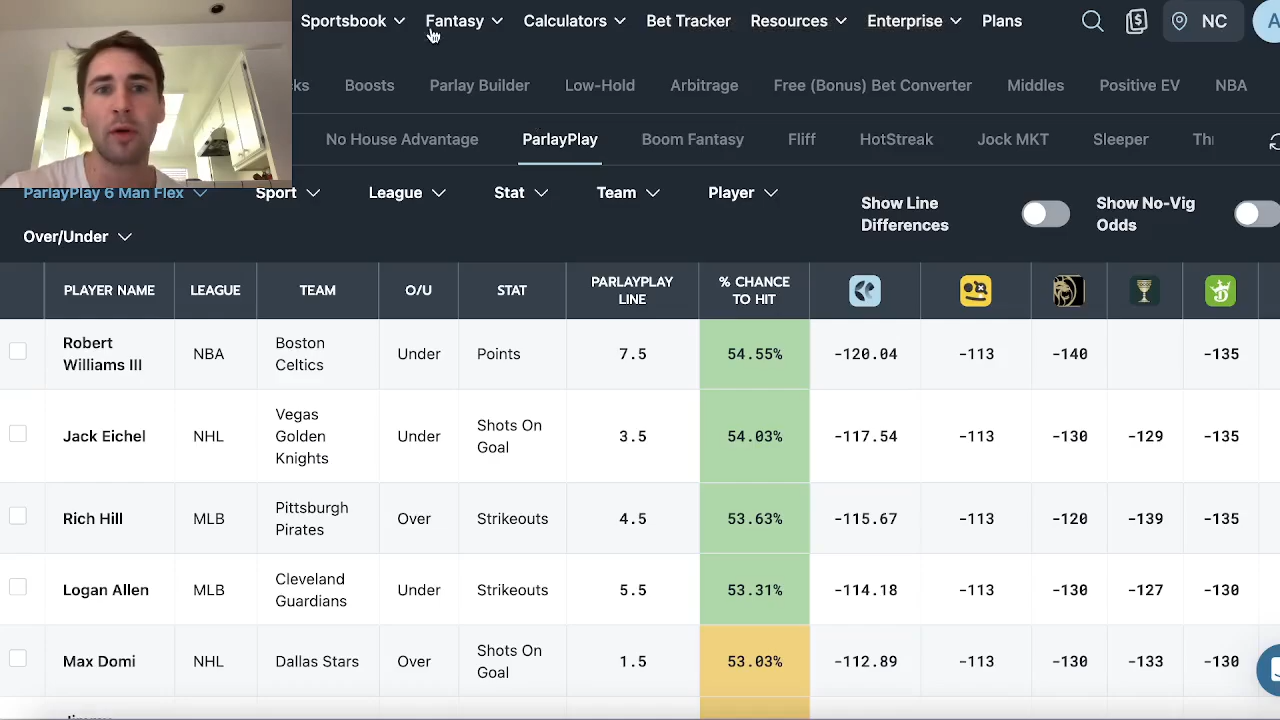 Sportsbook Fantasy Calculators Bet Tracker Resources Enterprise Plans NC A
ks Boosts Parlay Builder Low-Hold Arbitrage Free (Bonus) Bet Converter Middles Positive EV NBA
No House Advantage ParlayPlay Boom Fantasy Fliff HotStreak Jock MKT Sleeper Thi
ParlayPlay 6 Man Flex Sport League Stat Team Player
Show Line
Differences
Show No-Vig
Odds
Over/Under
PLAYER NAME LEAGUE TEAM O/U STAT PARLAYPLAY LINE % CHANCE TO HIT
Robert Williams III NBA Boston Celtics Under Points 7.5 54.55% -120.04 -113 -140 -135
Jack Eichel NHL Vegas Golden Knights Under Shots On Goal 3.5 54.03% -117.54 -113 -130 -129 -135
Rich Hill MLB Pittsburgh Pirates Over Strikeouts 4.5 53.63% -115.67 -113 -120 -139 -135
Logan Allen MLB Cleveland Guardians Under Strikeouts 5.5 53.31% -114.18 -113 -130 -127 -130
Max Domi NHL Dallas Stars Over Shots On Goal 1.5 53.03% -112.89 -113 -130 -133 -130